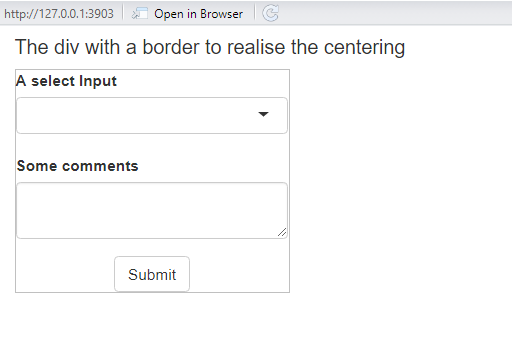 http://127.0.0.1:3903 Open in Browser
The div with a border to realise the centering
A select Input
Some comments
Submit